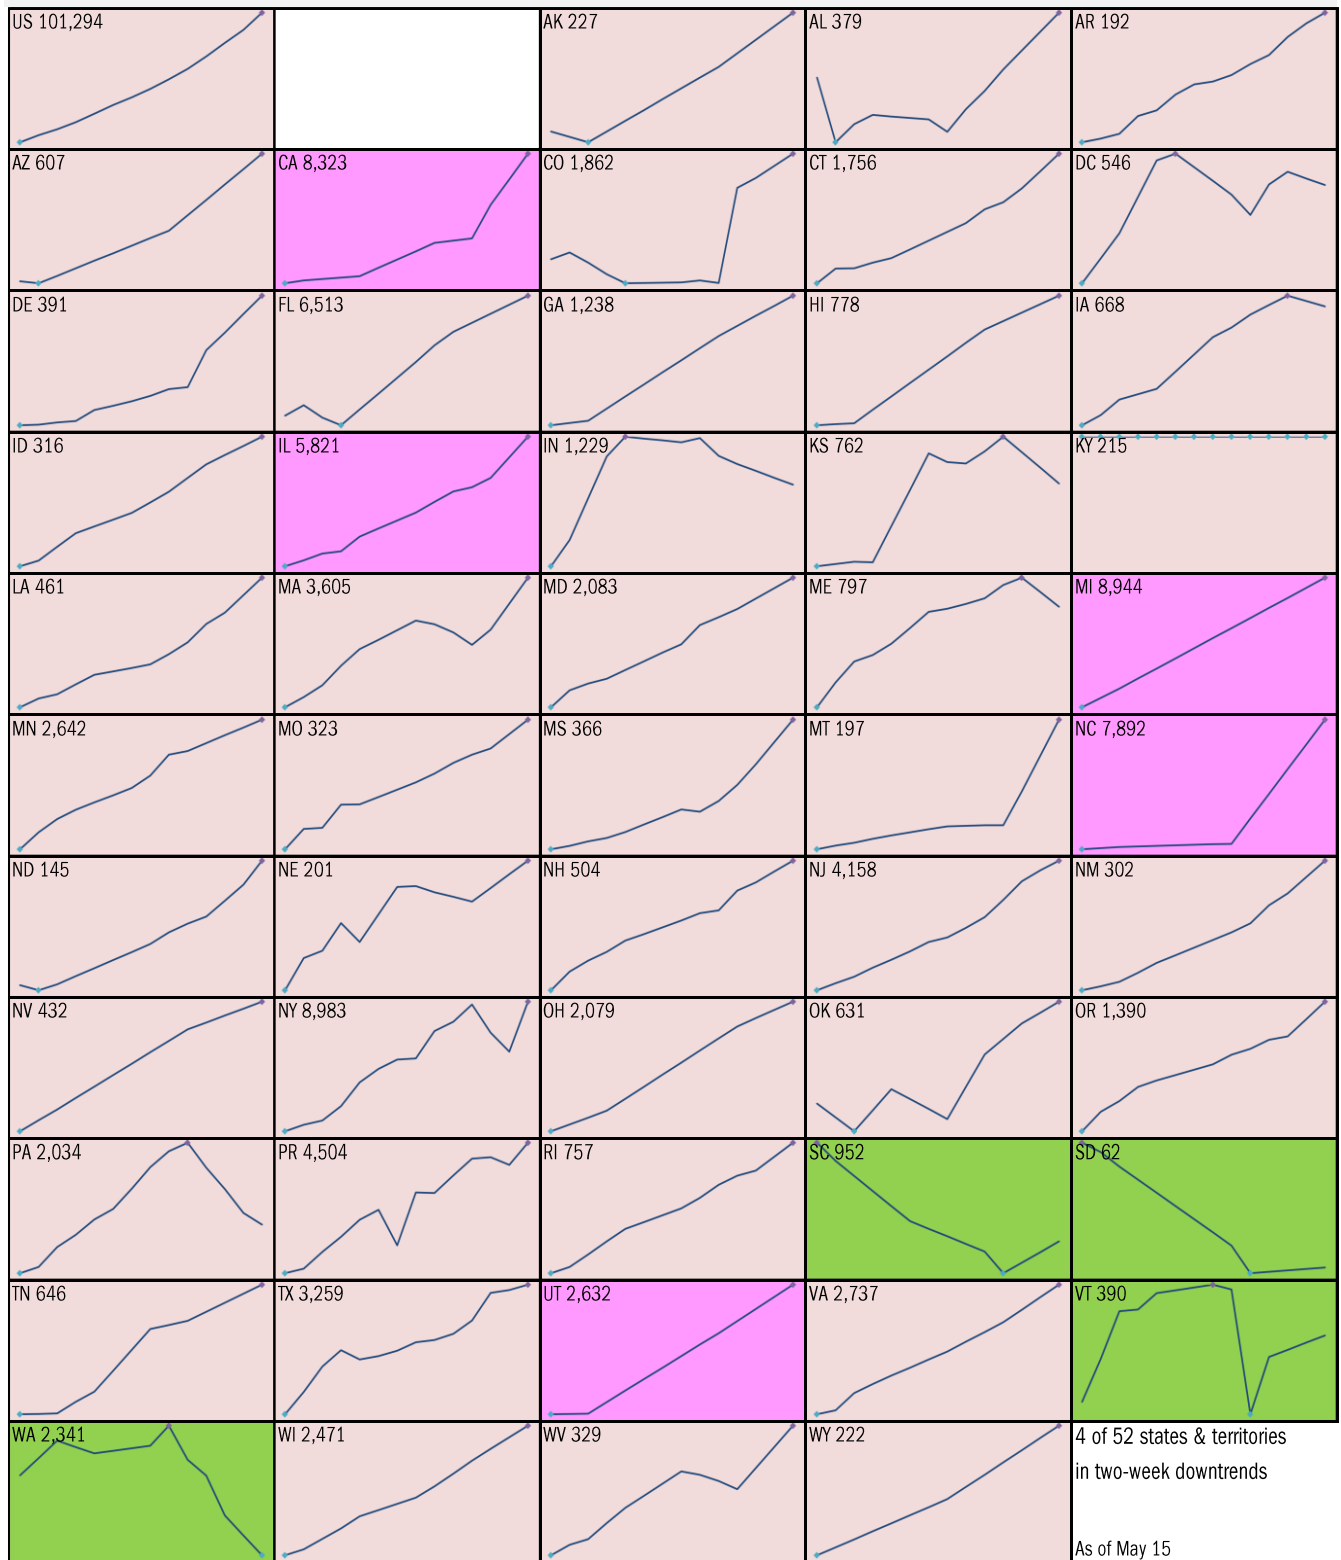 US 101,294
AK 227
AL 379
AR 192
AZ 607
CA 8,323
CO 1,862
CT 1,756
DC 546
DE 391
FL 6,513
GA 1,238
HI 778
IA 668
ID 316
IL 5,821
IN 1,229
KS 762
KY 215
LA 461
MA 3,605
MD 2,083
ME 797
MI 8,944
MN 2,642
MO 323
MS 366
MT 197
NC 7,892
ND 145
NE 201
NH 504
NJ 4,158
NM 302
NV 432
NY 8,983
OH 2,079
OK 631
OR 1,390
PA 2,034
PR 4,504
RI 757
SC 952
SD 62
TN 646
TX 3,259
UT 2,632
VA 2,737
VT 390
WA 2,341
WI 2,471
WV 329
WY 222
4 of 52 states & territories
in two-week downtrends
As of May 15